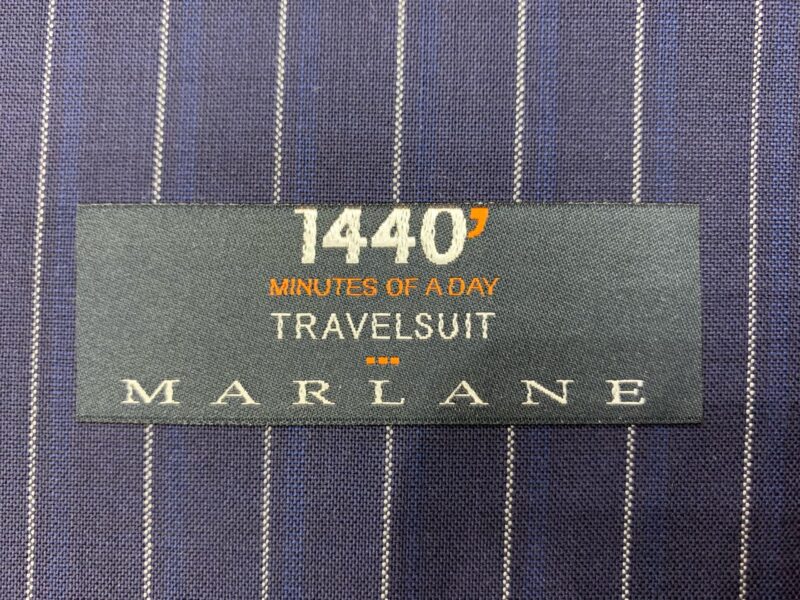 1440’
MINUTES OF A DAY
TRAVELSUIT
MARLANE